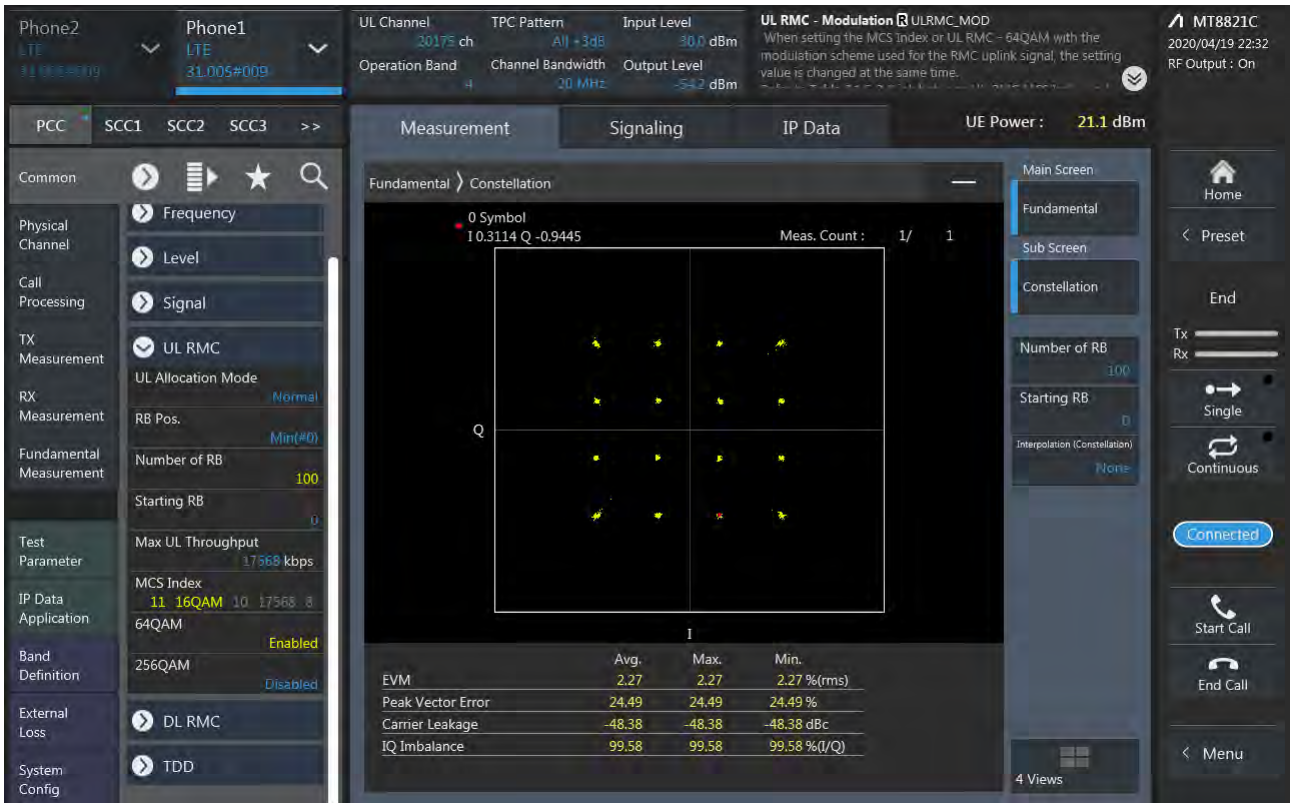 Phone2
LTE
Phone1
LTE
31.005#009
UL Channel
20175 ch
TPC Pattern
All +3dB
Input Level
30.0 dBm
Operation Band
4
Channel Bandwidth
20 MHz
Output Level
-54.2 dBm
UL RMC - Modulation R ULRMC_MOD
When setting the MCS Index or UL RMC – 64QAM with the
modulation scheme used for the RMC uplink signal, the setting
value is changed at the same time.
MT8821C
2020/04/19 22:32
RF Output : On
PCC SCC1 SCC2 SCC3 >>
Measurement
Signaling
IP Data
UE Power : 21.1 dBm
Common
Physical
Channel
Call
Processing
TX
Measurement
RX
Measurement
Fundamental
Measurement
Test
Parameter
IP Data
Application
Band
Definition
External
Loss
System
Config
Frequency
Level
Signal
UL RMC
UL Allocation Mode
Normal
RB Pos.
Min(#0)
Number of RB
100
Starting RB
0
Max UL Throughput
17568 kbps
MCS Index
11 16QAM 10 17568 8
64QAM
Enabled
256QAM
Disabled
DL RMC
TDD
Fundamental 〉Constellation
0 Symbol
I 0.3114 Q -0.9445
Meas. Count : 1/ 1
Q
I
Avg. Max. Min.
EVM 2.27 2.27 2.27 %(rms)
Peak Vector Error 24.49 24.49 24.49 %
Carrier Leakage -48.38 -48.38 -48.38 dBc
IQ Imbalance 99.58 99.58 99.58 %(I/Q)
Main Screen
Fundamental
Sub Screen
Constellation
Number of RB
100
Starting RB
0
Interpolation (Constellation)
None
4 Views
Home
< Preset
End
Tx
Rx
Single
Continuous
Connected
Start Call
End Call
< Menu